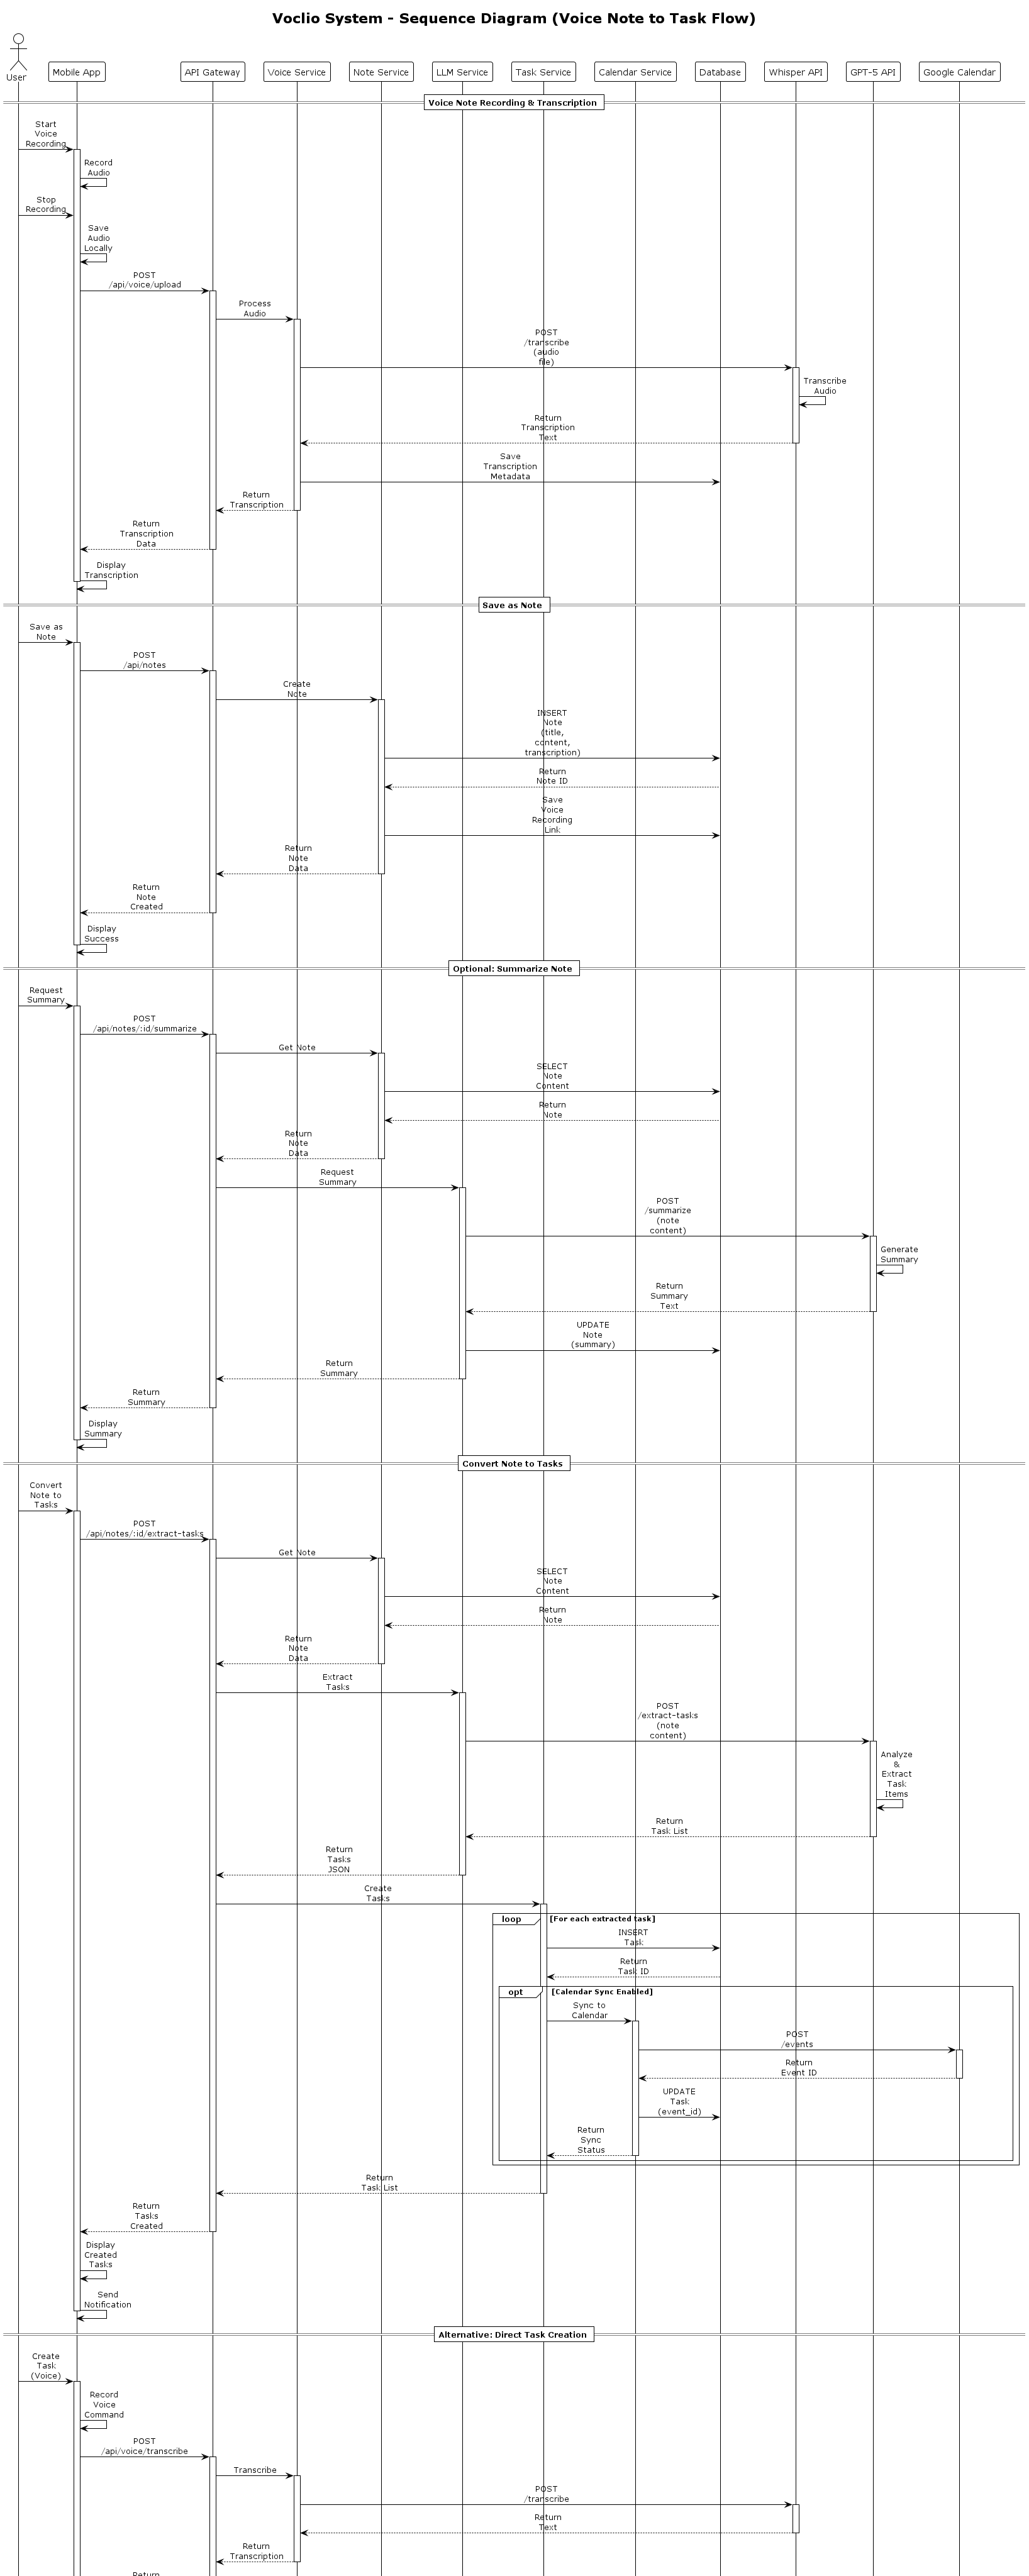 Voclio System - Sequence Diagram (Voice Note to Task Flow)
User
Mobile App
API Gateway
Voice Service
Note Service
LLM Service
Task Service
Calendar Service
Database
Whisper API
GPT-5 API
Google Calendar
Voice Note Recording & Transcription
Start
Voice
Recording
Record
Audio
Stop
Recording
Save
Audio
Locally
POST
/api/voice/upload
Process
Audio
POST
/transcribe
(audio
file)
Transcribe
Audio
Return
Transcription
Text
Save
Transcription
Metadata
Return
Transcription
Return
Transcription
Data
Display
Transcription
Save as Note
Save as
Note
POST
/api/notes
Create
Note
INSERT
Note
(title,
content,
transcription)
Return
Note ID
Save
Voice
Recording
Link
Return
Note
Data
Return
Note
Created
Display
Success
Optional: Summarize Note
Request
Summary
POST
/api/notes/:id/summarize
Get Note
SELECT
Note
Content
Return
Note
Return
Note
Data
Request
Summary
POST
/summarize
(note
content)
Generate
Summary
Return
Summary
Text
UPDATE
Note
(summary)
Return
Summary
Return
Summary
Display
Summary
Convert Note to Tasks
Convert
Note to
Tasks
POST
/api/notes/:id/extract-tasks
Get Note
SELECT
Note
Content
Return
Note
Return
Note
Data
Extract
Tasks
POST
/extract-tasks
(note
content)
Analyze
&
Extract
Task
Items
Return
Task List
Return
Tasks
JSON
Create
Tasks
loop [For each extracted task]
INSERT
Task
Return
Task ID
opt [Calendar Sync Enabled]
Sync to
Calendar
POST
/events
Return
Event ID
UPDATE
Task
(event_id)
Return
Sync
Status
Return
Task List
Return
Tasks
Created
Display
Created
Tasks
Send
Notification
Alternative: Direct Task Creation
Create
Task
(Voice)
Record
Voice
Command
POST
/api/voice/transcribe
Transcribe
POST
/transcribe
Return
Text
Return
Transcription
Return